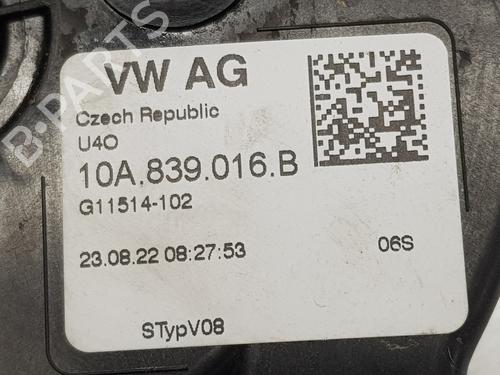 VW AG
Czech Republic
U4O
10A.839.016.B
G11514-102
23.08.22 08:27:53
06S
STypV08
B-PARTS